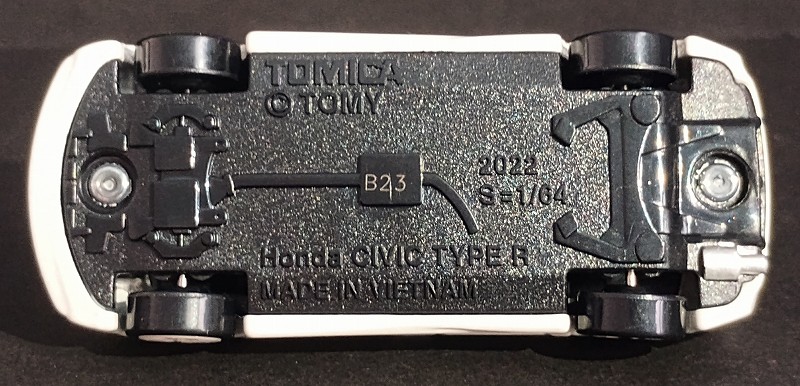 TOMICA
© TOMY
2022
S=1/64
B23
Honda CIVIC TYPE R
MADE IN VIETNAM